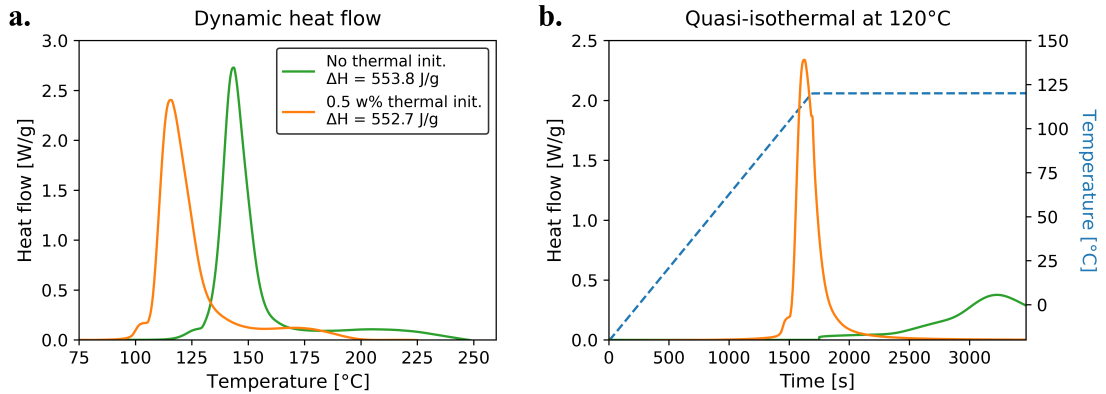 a.
Dynamic heat flow
3.0
2.5
2.0
1.5
1.0
0.5
0.0
Heat flow [W/g]
No thermal init.
ΔH = 553.8 J/g
0.5 w% thermal init.
ΔH = 552.7 J/g
75 100 125 150 175 200 225 250
Temperature [°C]
b.
Quasi-isothermal at 120°C
2.5
2.0
1.5
1.0
0.5
0.0
Heat flow [W/g]
150
125
100
75
50
25
0
Temperature [°C]
0 500 1000 1500 2000 2500 3000
Time [s]